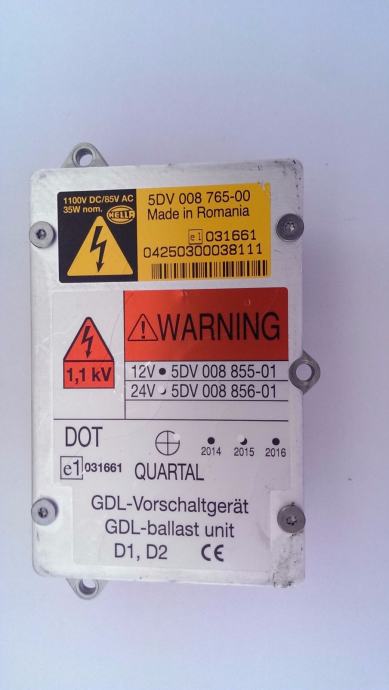 1100V DC/85V AC
35W nom.
HELLA
5DV 008 765-00
Made in Romania
e1 031661
04250300038111
WARNING
1,1 kV
12V 5DV 008 855-01
24V 5DV 008 856-01
DOT
2014 2015 2016
e1 031661 QUARTAL
GDL-Vorschaltgerät
GDL-ballast unit
D1, D2 CE